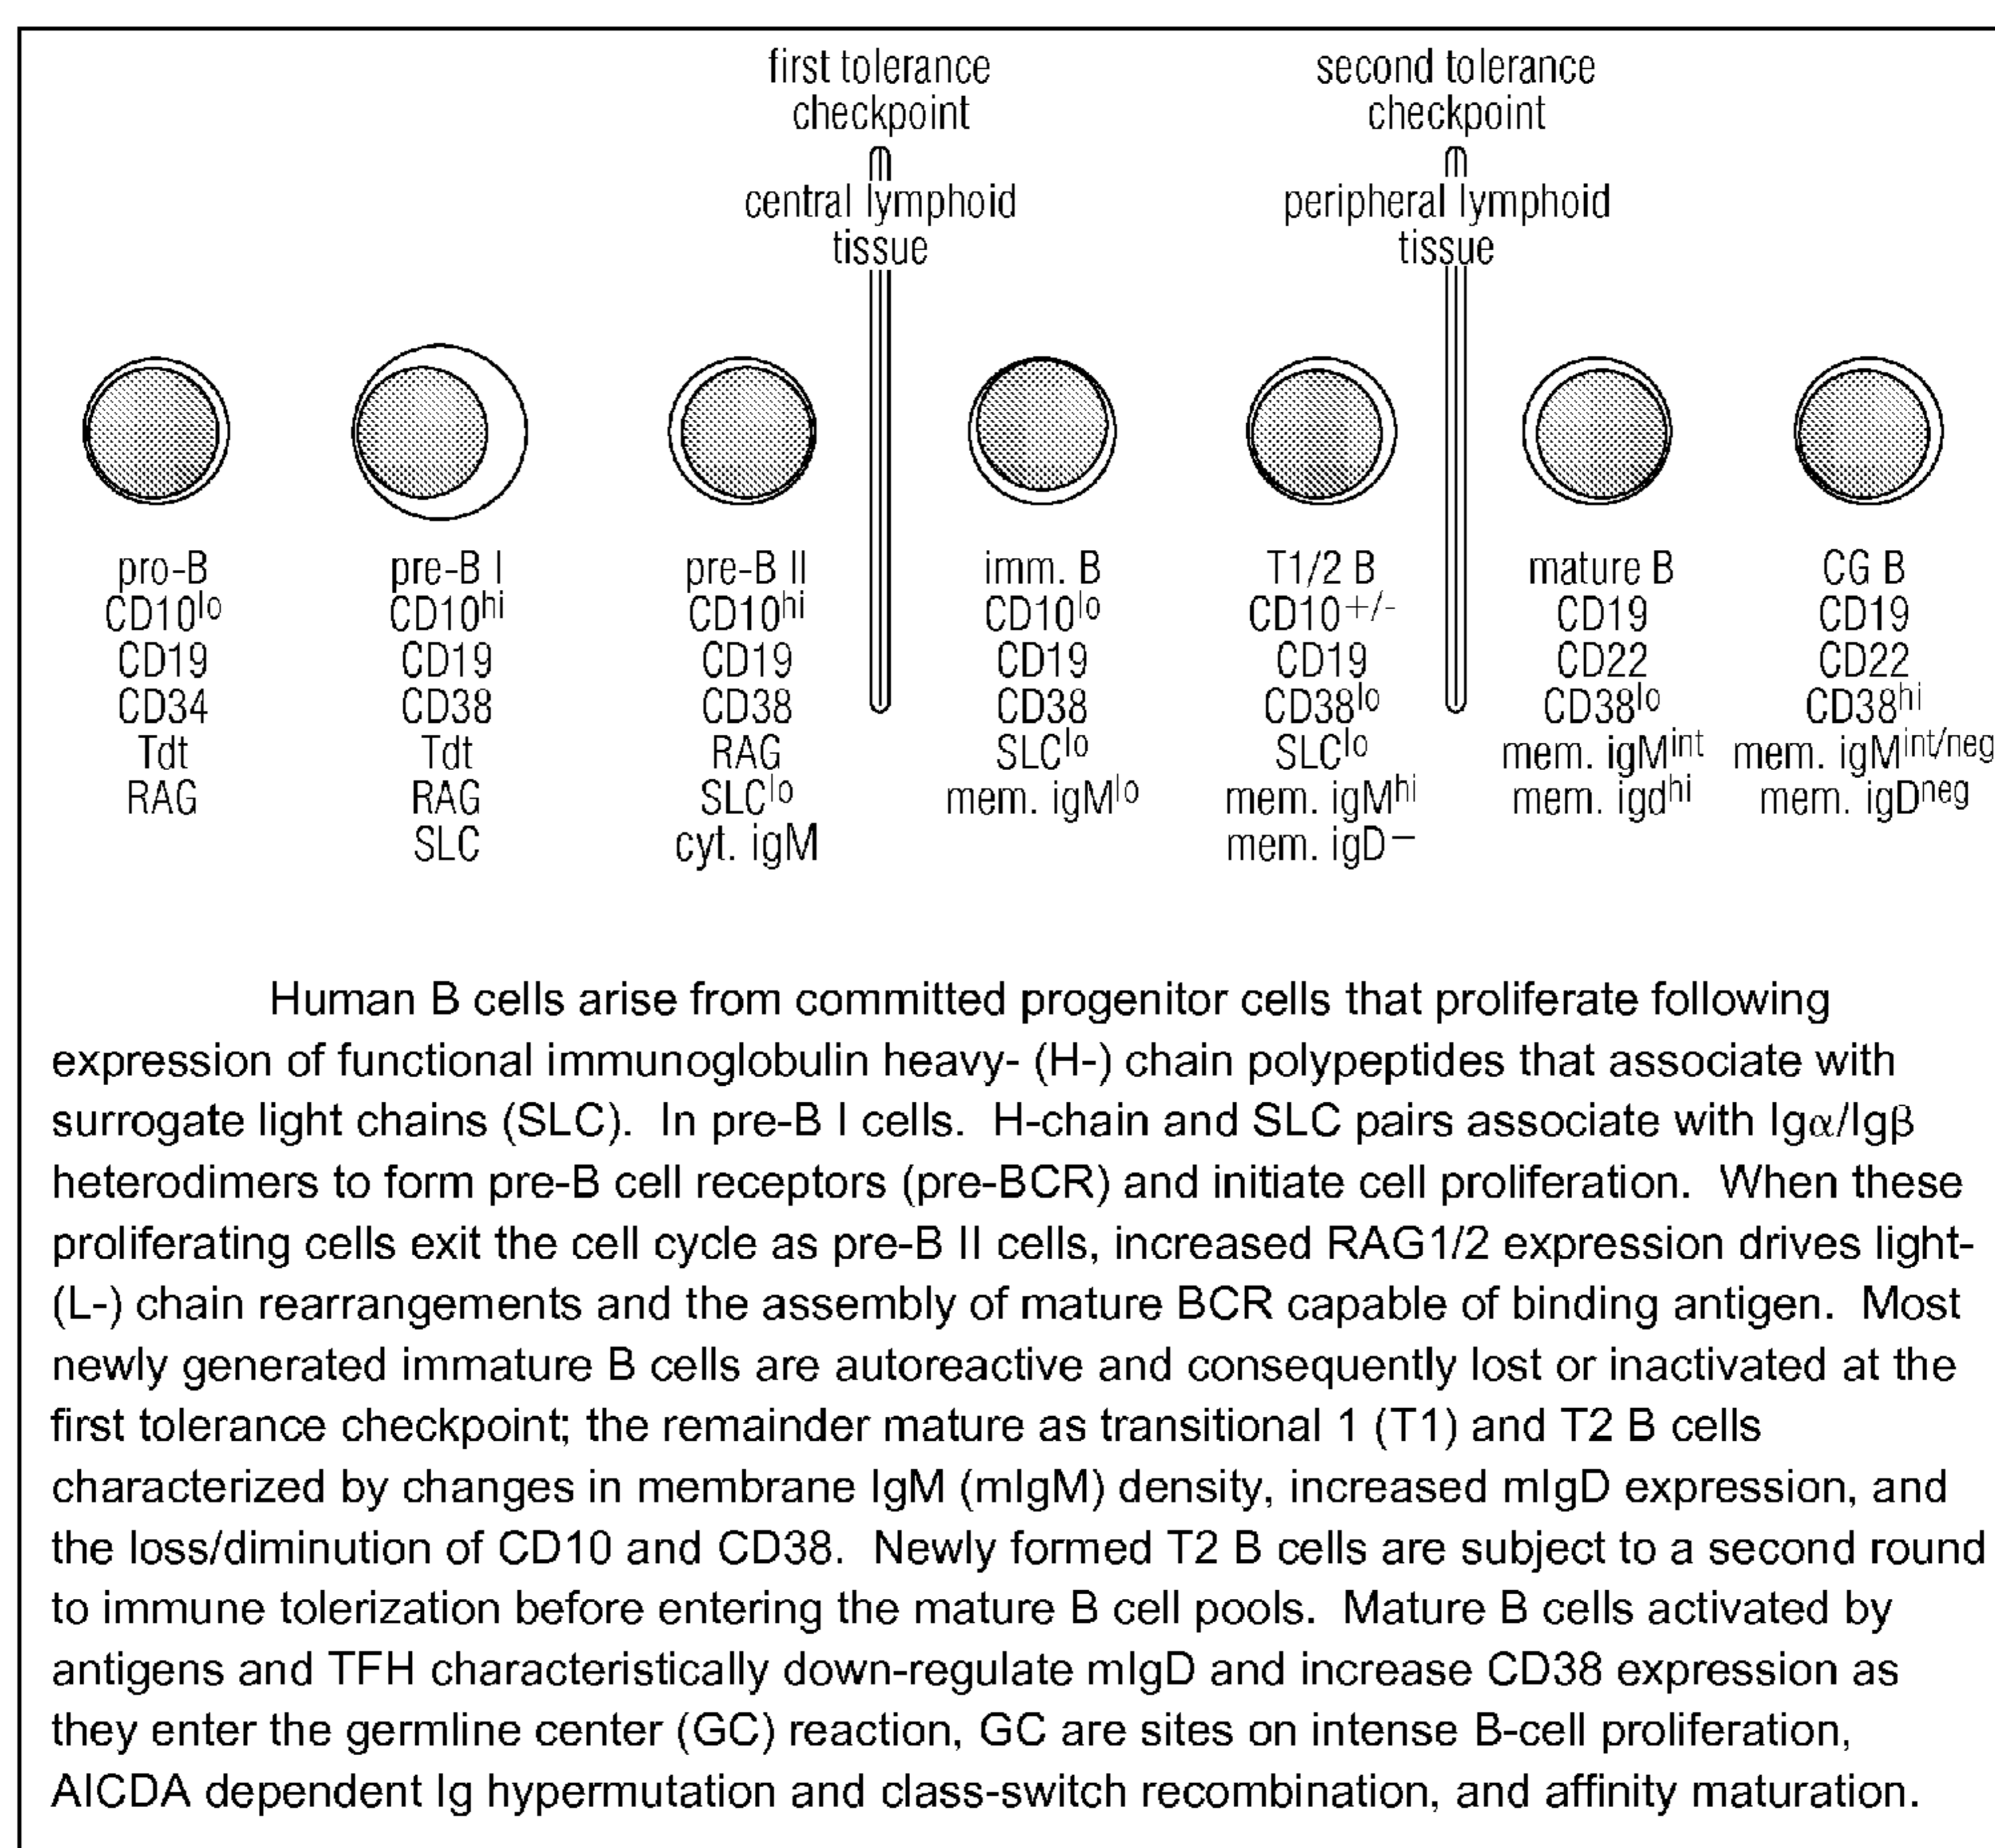 first tolerance
checkpoint
central lymphoid
tissue
second tolerance
checkpoint
peripheral lymphoid
tissue
pro-B
CD10lo
CD19
CD34
Tdt
RAG
pre-B I
CD10hi
CD19
CD38
Tdt
RAG
SLC
pre-B II
CD10hi
CD19
CD38
RAG
SLClo
cyt. igM
imm. B
CD10lo
CD19
CD38
SLClo
mem. igMlo
T1/2 B
CD10+/-
CD19
CD38lo
SLClo
mem. igMhi
mem. igD−
mature B
CD19
CD22
CD38lo
mem. igMint
mem. igdhi
CG B
CD19
CD22
CD38hi
mem. igMint/neg
mem. igDneg
Human B cells arise from committed progenitor cells that proliferate following
expression of functional immunoglobulin heavy- (H-) chain polypeptides that associate with
surrogate light chains (SLC). In pre-B I cells. H-chain and SLC pairs associate with Igα/Igβ
heterodimers to form pre-B cell receptors (pre-BCR) and initiate cell proliferation. When these
proliferating cells exit the cell cycle as pre-B II cells, increased RAG1/2 expression drives light-
(L-) chain rearrangements and the assembly of mature BCR capable of binding antigen. Most
newly generated immature B cells are autoreactive and consequently lost or inactivated at the
first tolerance checkpoint; the remainder mature as transitional 1 (T1) and T2 B cells
characterized by changes in membrane IgM (mIgM) density, increased mIgD expression, and
the loss/diminution of CD10 and CD38. Newly formed T2 B cells are subject to a second round
to immune tolerization before entering the mature B cell pools. Mature B cells activated by
antigens and TFH characteristically down-regulate mIgD and increase CD38 expression as
they enter the germline center (GC) reaction, GC are sites on intense B-cell proliferation,
AICDA dependent Ig hypermutation and class-switch recombination, and affinity maturation.